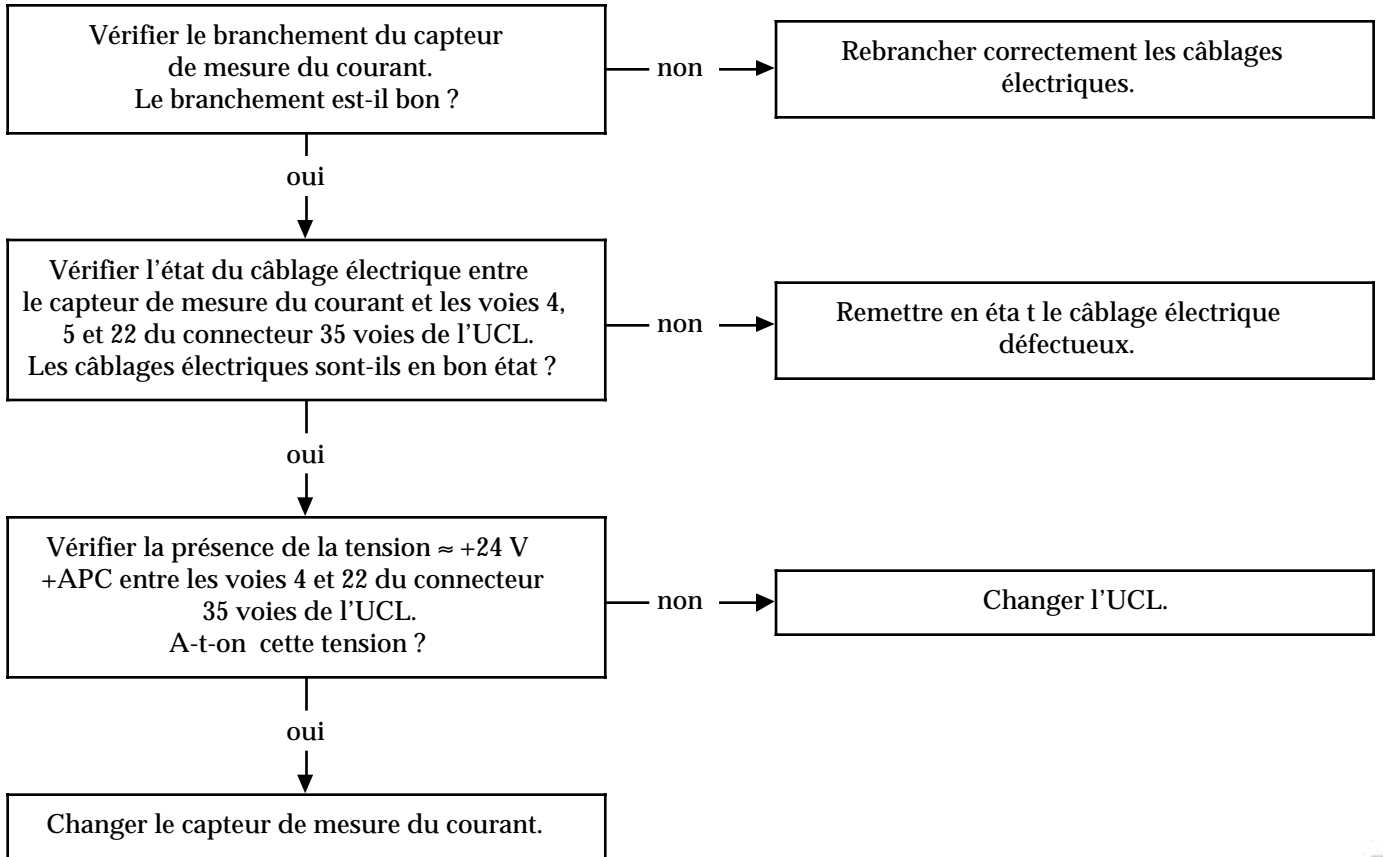 Vérifier le branchement du capteur
de mesure du courant.
Le branchement est-il bon ?
non
Rebrancher correctement les câblages
électriques.
oui
Vérifier l'état du câblage électrique entre
le capteur de mesure du courant et les voies 4,
5 et 22 du connecteur 35 voies de l'UCL.
Les câblages électriques sont-ils en bon état ?
non
Remettre en éta t le câblage électrique
défectueux.
oui
Vérifier la présence de la tension ≈ +24 V
+APC entre les voies 4 et 22 du connecteur
35 voies de l'UCL.
A-t-on cette tension ?
non
Changer l'UCL.
oui
Changer le capteur de mesure du courant.